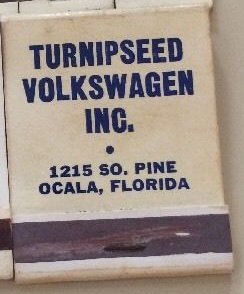 TURNIPSEED
VOLKSWAGEN
INC.
•
1215 SO. PINE
OCALA, FLORIDA